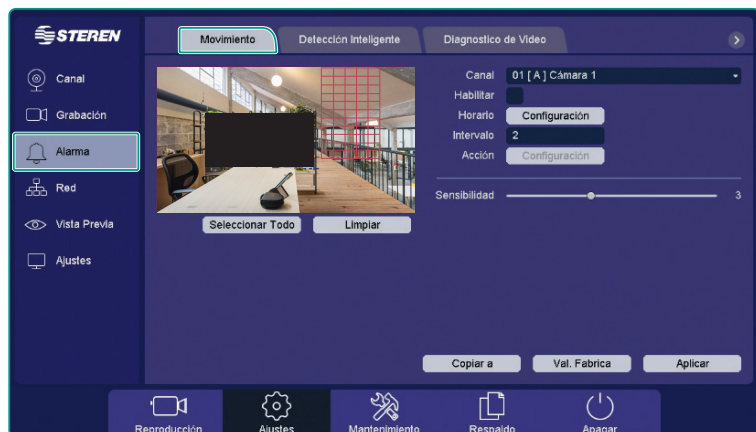 STEREN
Movimiento
Detección Inteligente
Diagnostico de Video
Canal
Grabación
Alarma
Red
Vista Previa
Ajustes
Canal 01 [ A ] Cámara 1
Habilitar
Horario Configuración
Intervalo 2
Acción Configuración
Sensibilidad 3
Seleccionar Todo
Limpiar
Copiar a
Val. Fabrica
Aplicar
Reproducción
Ajustes
Mantenimiento
Respaldo
Apagar